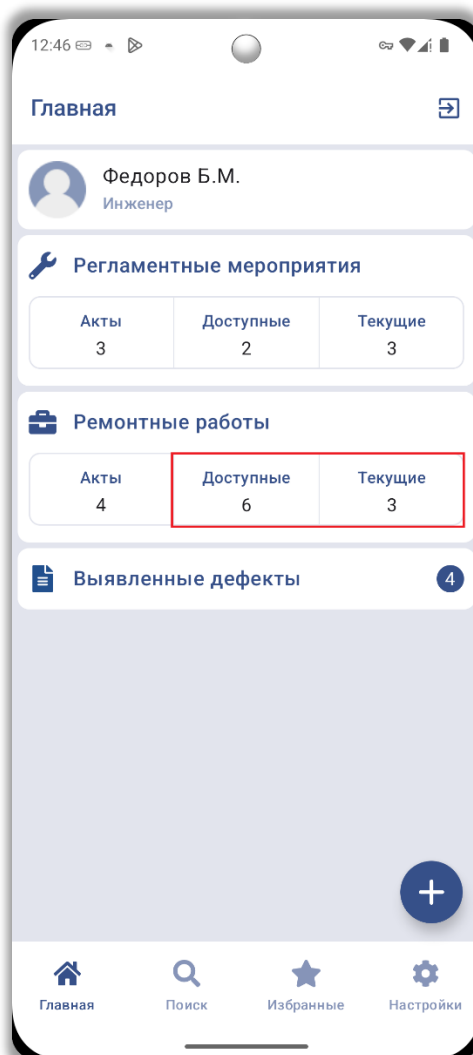 12:46
Главная
Федоров Б.М.
Инженер
Регламентные мероприятия
Акты Доступные Текущие
3 2 3
Ремонтные работы
Акты Доступные Текущие
4 6 3
Выявленные дефекты 4
Главная Поиск Избранные Настройки